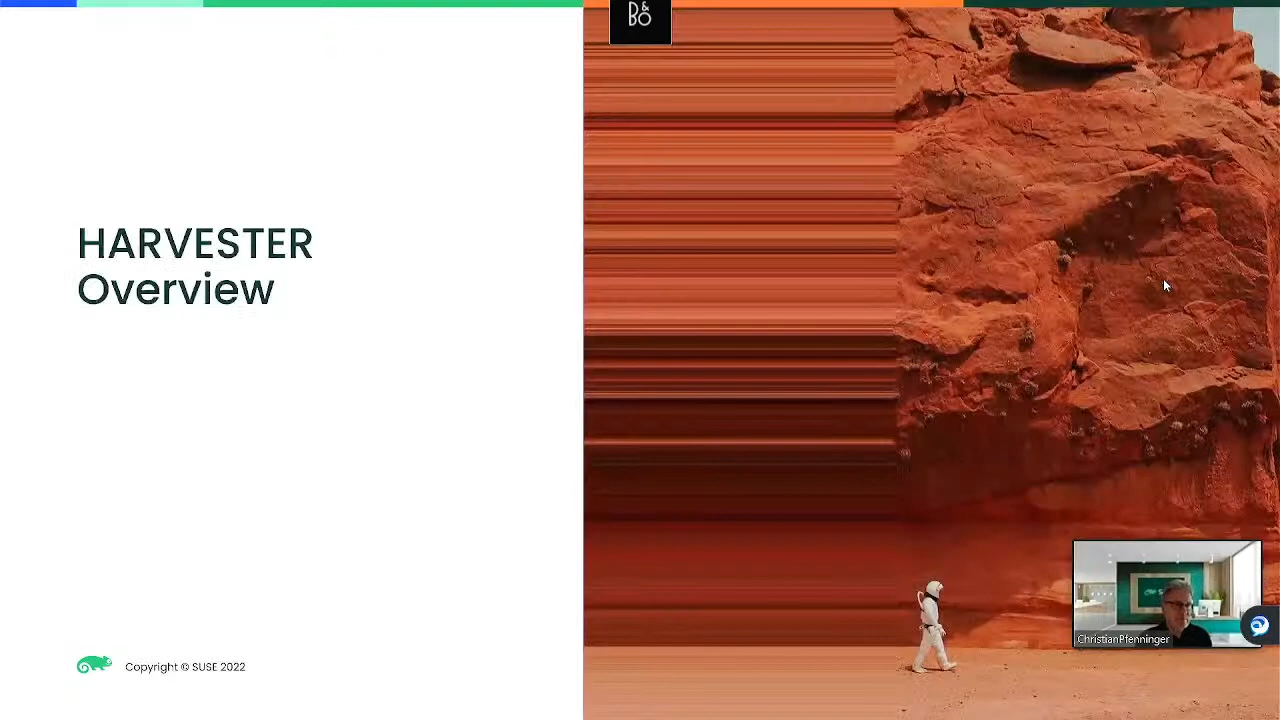 B&O
HARVESTER
Overview
ChristianPfenninger
Copyright © SUSE 2022